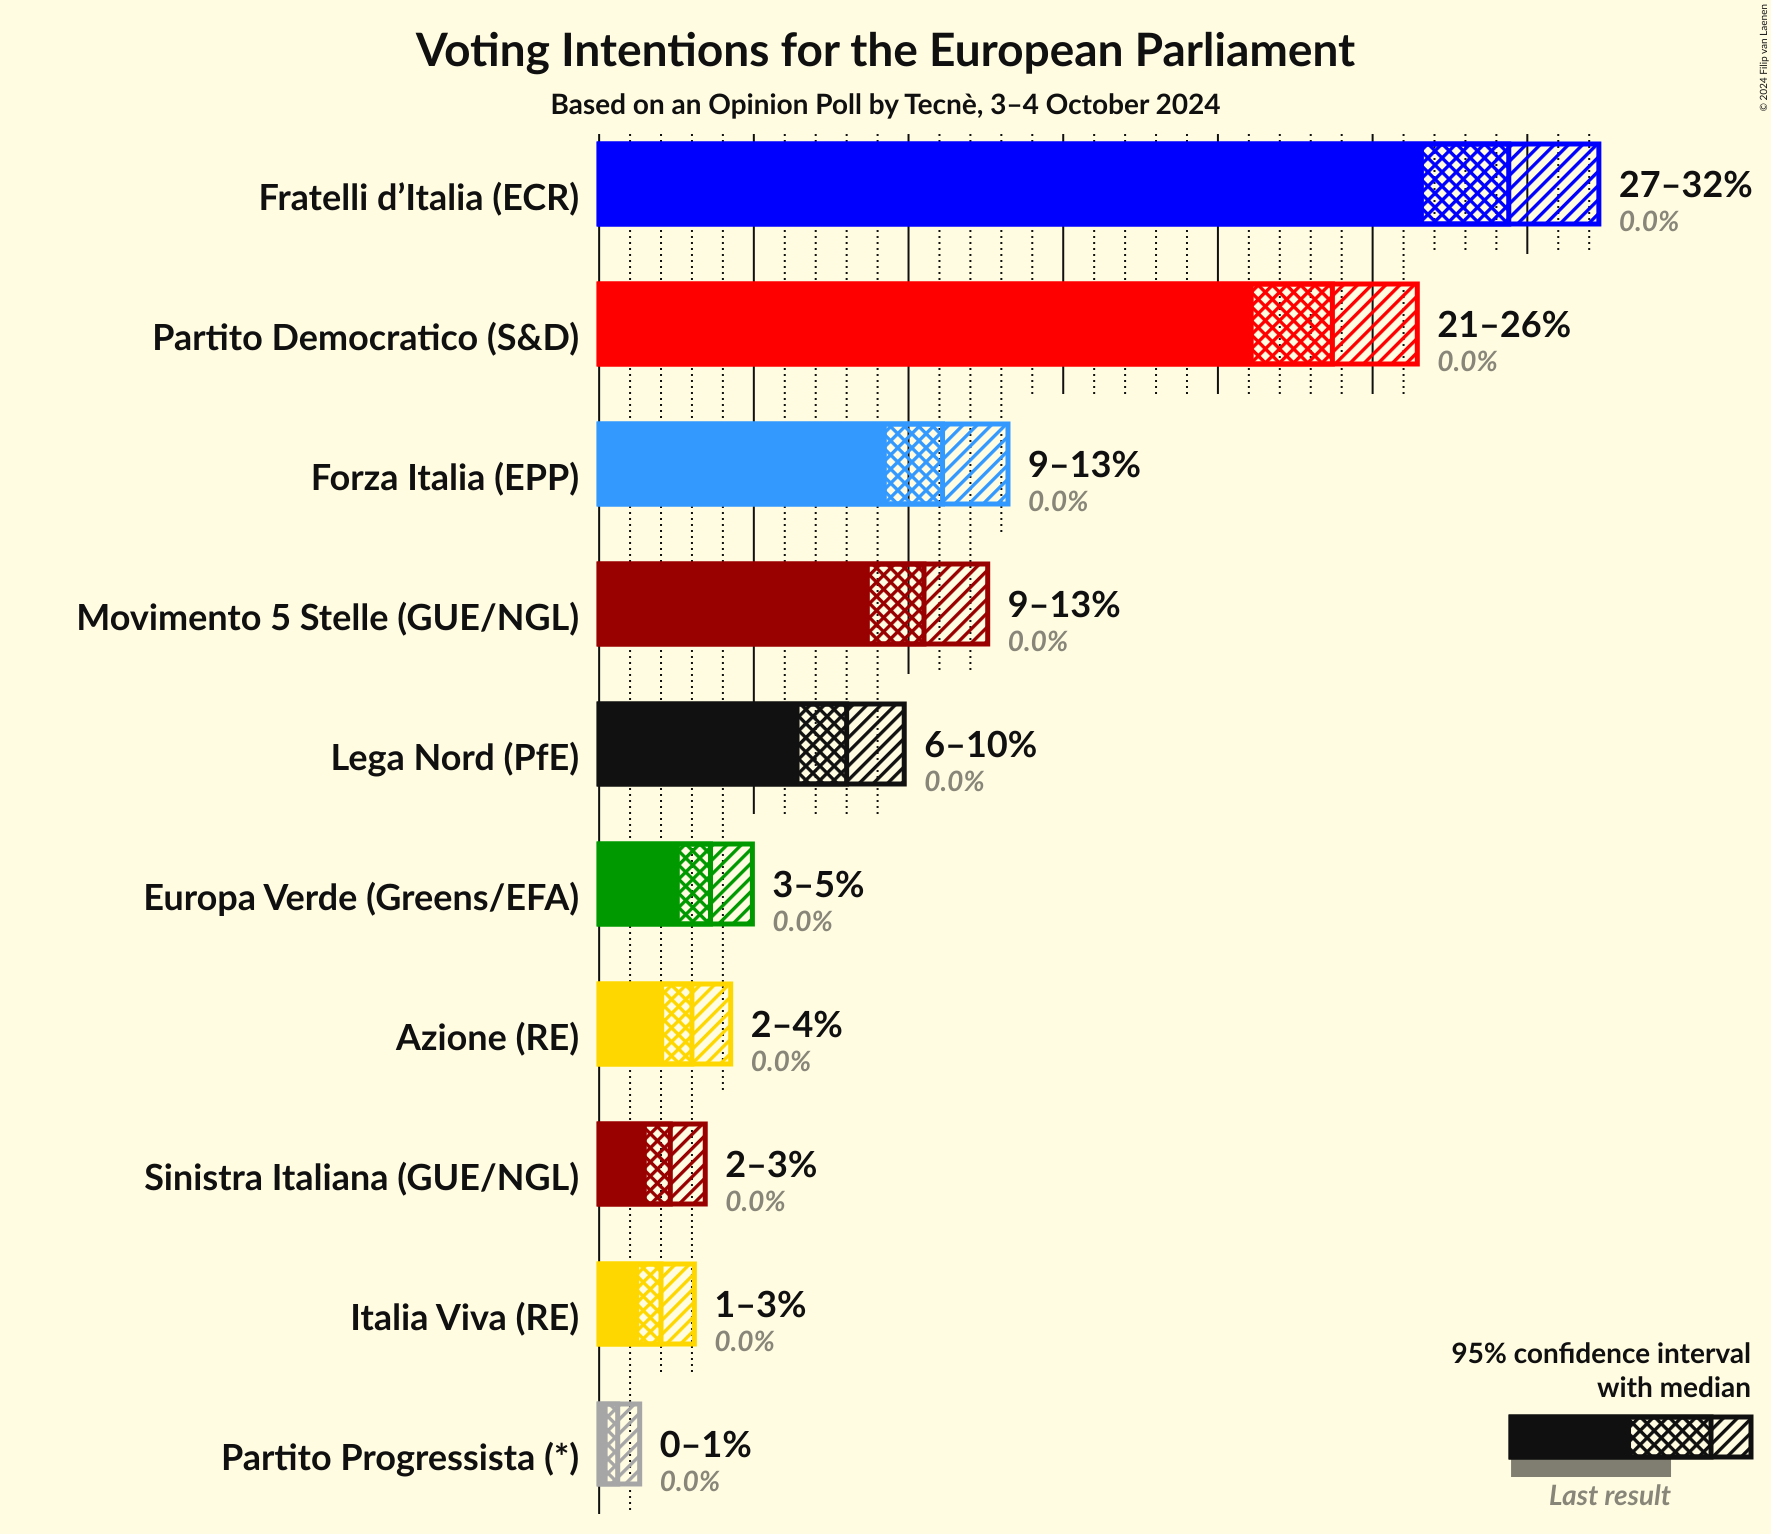 Voting Intentions for the European Parliament
Based on an Opinion Poll by Tecnè, 3–4 October 2024
© 2024 Filip van Laenen
Fratelli d’Italia (ECR)
27–32%
0.0%
Partito Democratico (S&D)
21–26%
0.0%
Forza Italia (EPP)
9–13%
0.0%
Movimento 5 Stelle (GUE/NGL)
9–13%
0.0%
Lega Nord (PfE)
6–10%
0.0%
Europa Verde (Greens/EFA)
3–5%
0.0%
Azione (RE)
2–4%
0.0%
Sinistra Italiana (GUE/NGL)
2–3%
0.0%
Italia Viva (RE)
1–3%
0.0%
Partito Progressista (*)
0–1%
0.0%
95% confidence interval
with median
Last result